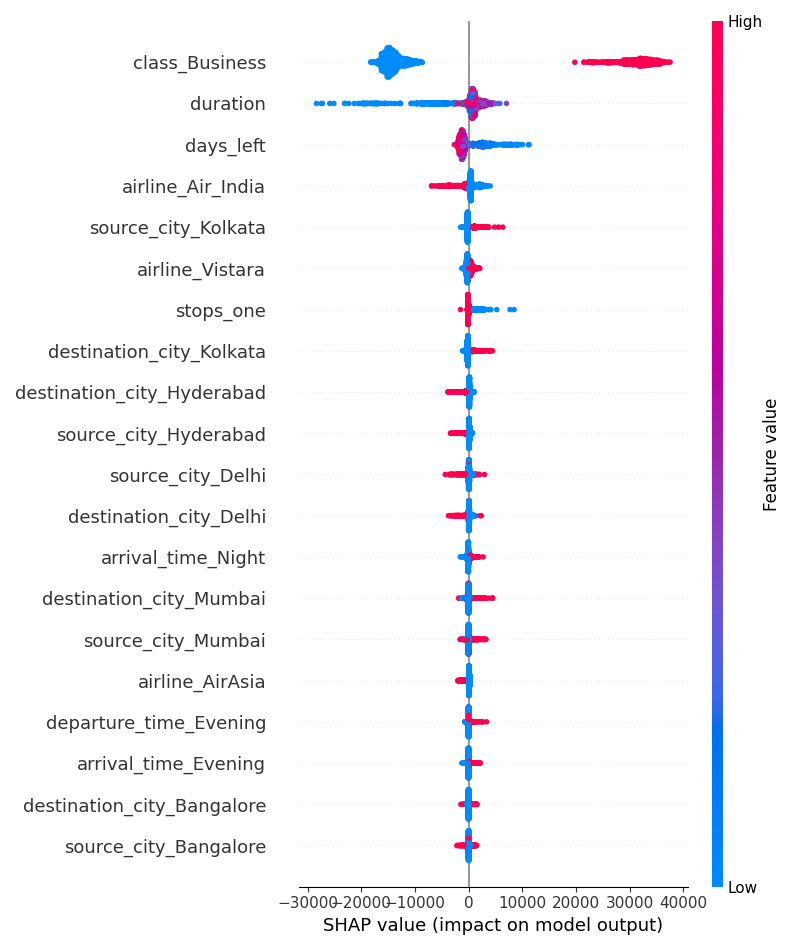 High
class_Business
duration
days_left
airline_Air_India
source_city_Kolkata
airline_Vistara
stops_one
destination_city_Kolkata
destination_city_Hyderabad
source_city_Hyderabad
source_city_Delhi
destination_city_Delhi
arrival_time_Night
destination_city_Mumbai
source_city_Mumbai
airline_AirAsia
departure_time_Evening
arrival_time_Evening
destination_city_Bangalore
source_city_Bangalore
Feature value
Low
−30000 −20000 −10000 0 10000 20000 30000 40000
SHAP value (impact on model output)